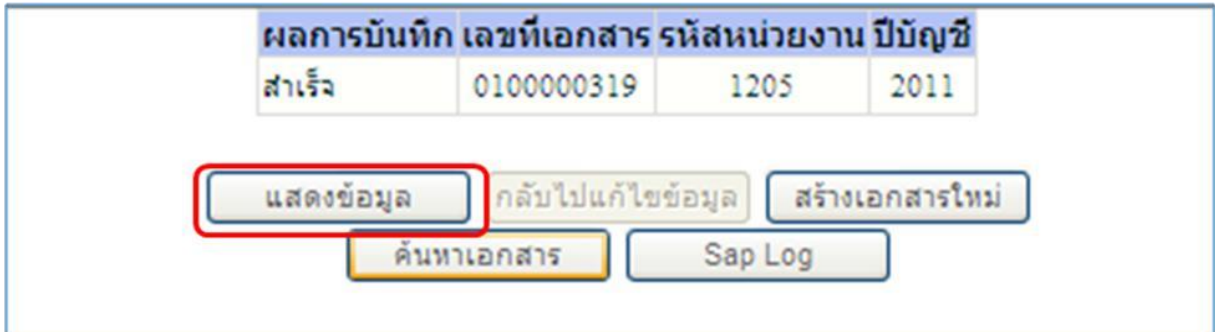 ผลการบันทึก เลขที่เอกสาร รหัสหน่วยงาน ปีบัญชี
สำเร็จ 0100000319 1205 2011
แสดงข้อมูล กลับไปแก้ไขข้อมูล สร้างเอกสารใหม่
ค้นหาเอกสาร Sap Log